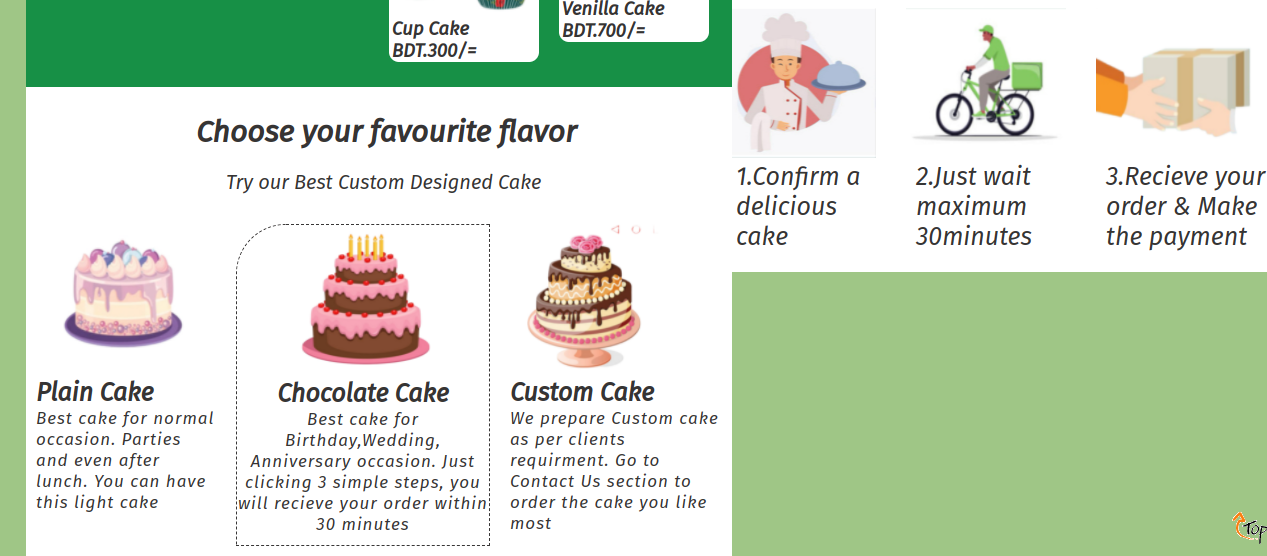 Cup Cake
BDT.300/=
Venilla Cake
BDT.700/=
Choose your favourite flavor
Try our Best Custom Designed Cake
Plain Cake
Best cake for normal
occasion. Parties
and even after
lunch. You can have
this light cake
Chocolate Cake
Best cake for
Birthday,Wedding,
Anniversary occasion. Just
clicking 3 simple steps, you
will recieve your order within
30 minutes
Custom Cake
We prepare Custom cake
as per clients
requirment. Go to
Contact Us section to
order the cake you like
most
1.Confirm a
delicious
cake
2.Just wait
maximum
30minutes
3.Recieve your
order & Make
the payment
Top